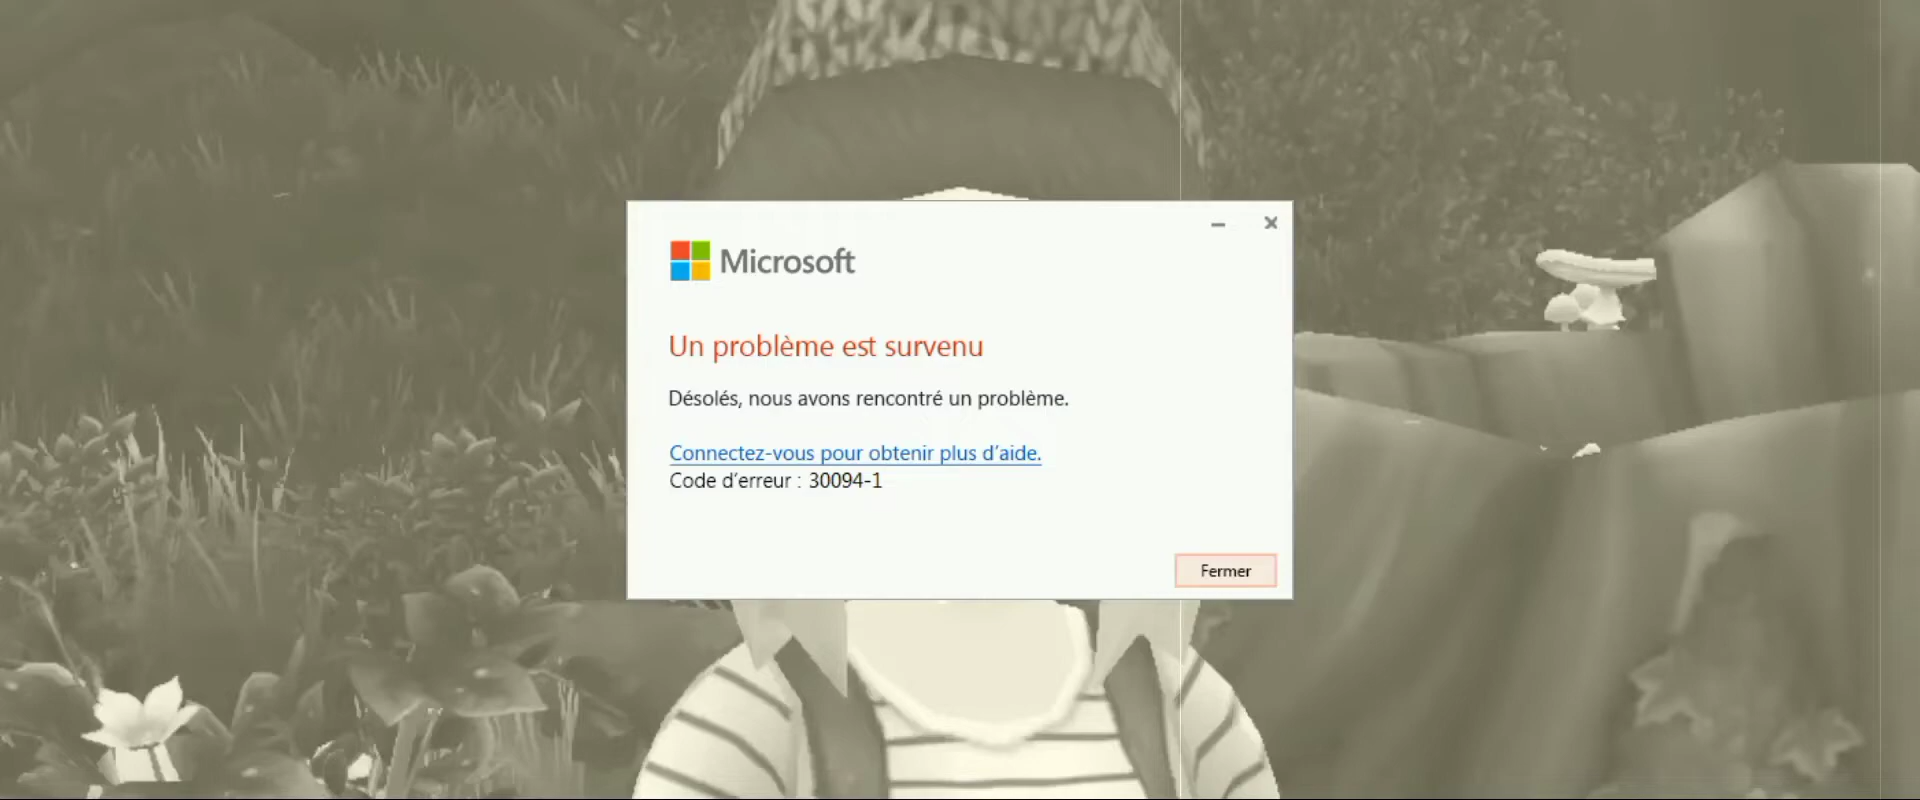 Microsoft
Un problème est survenu
Désolés, nous avons rencontré un problème.
Connectez-vous pour obtenir plus d’aide.
Code d’erreur : 30094-1
Fermer